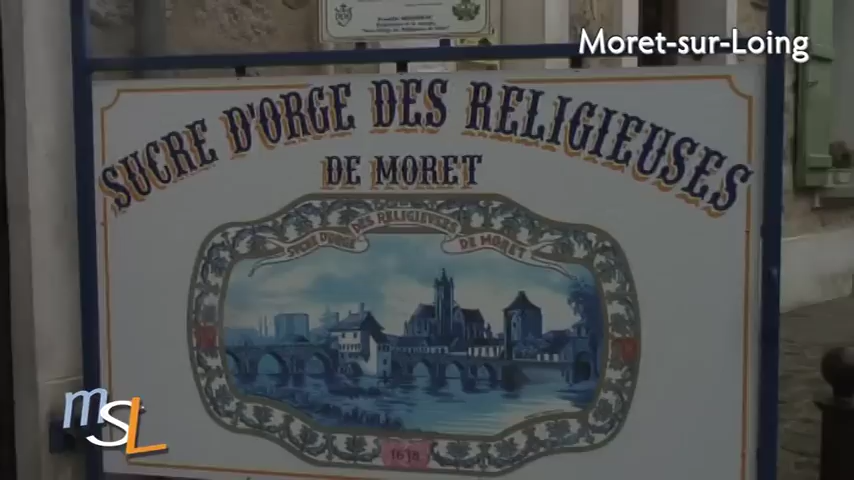 Moret-sur-Loing
SUCRE D'ORGE DES RELIGIEUSES
DE MORET
SUCRE D'ORGE DES RELIGIEUSES DE MORET
1638
mSL